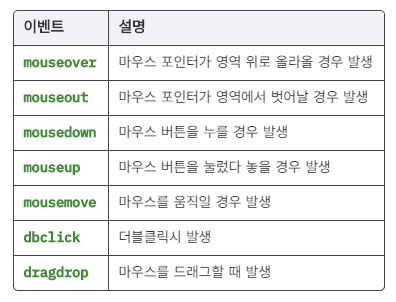 이벤트 설명
mouseover 마우스 포인터가 영역 위로 올라올 경우 발생
mouseout 마우스 포인터가 영역에서 벗어날 경우 발생
mousedown 마우스 버튼을 누를 경우 발생
mouseup 마우스 버튼을 눌렀다 놓을 경우 발생
mousemove 마우스를 움직일 경우 발생
dbclick 더블클릭시 발생
dragdrop 마우스를 드래그할 때 발생